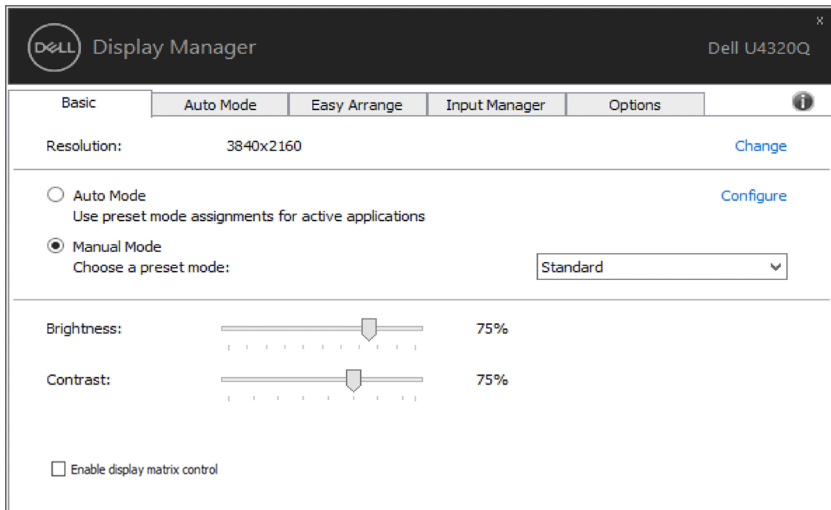 x
DELL Display Manager Dell U4320Q
Basic Auto Mode Easy Arrange Input Manager Options i
Resolution: 3840x2160 Change
Auto Mode Configure
Use preset mode assignments for active applications
Manual Mode
Choose a preset mode: Standard
Brightness: 75%
Contrast: 75%
Enable display matrix control